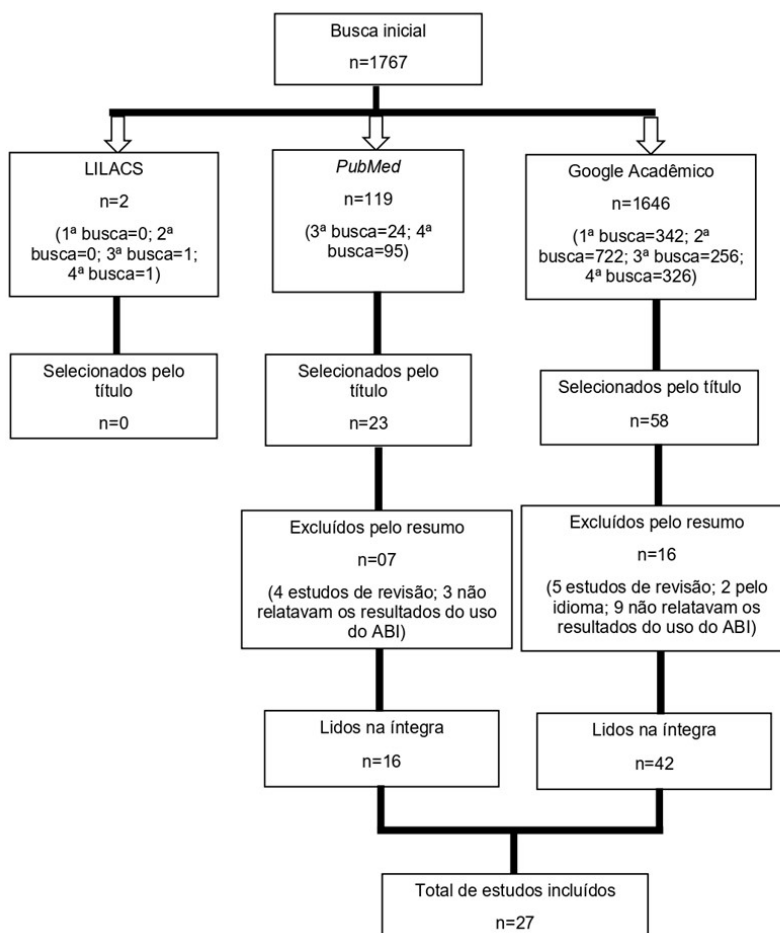 Busca inicial
n=1767
LILACS
n=2
(1ª busca=0; 2ª
busca=0; 3ª busca=1;
4ª busca=1)
PubMed
n=119
(3ª busca=24; 4ª
busca=95)
Google Acadêmico
n=1646
(1ª busca=342; 2ª
busca=722; 3ª busca=256;
4ª busca=326)
Selecionados pelo
título
n=0
Selecionados pelo
título
n=23
Selecionados pelo título
n=58
Excluídos pelo resumo
n=07
(4 estudos de revisão; 3 não
relatavam os resultados do uso
do ABI)
Excluídos pelo resumo
n=16
(5 estudos de revisão; 2 pelo
idioma; 9 não relatavam os
resultados do uso do ABI)
Lidos na íntegra
n=16
Lidos na íntegra
n=42
Total de estudos incluídos
n=27